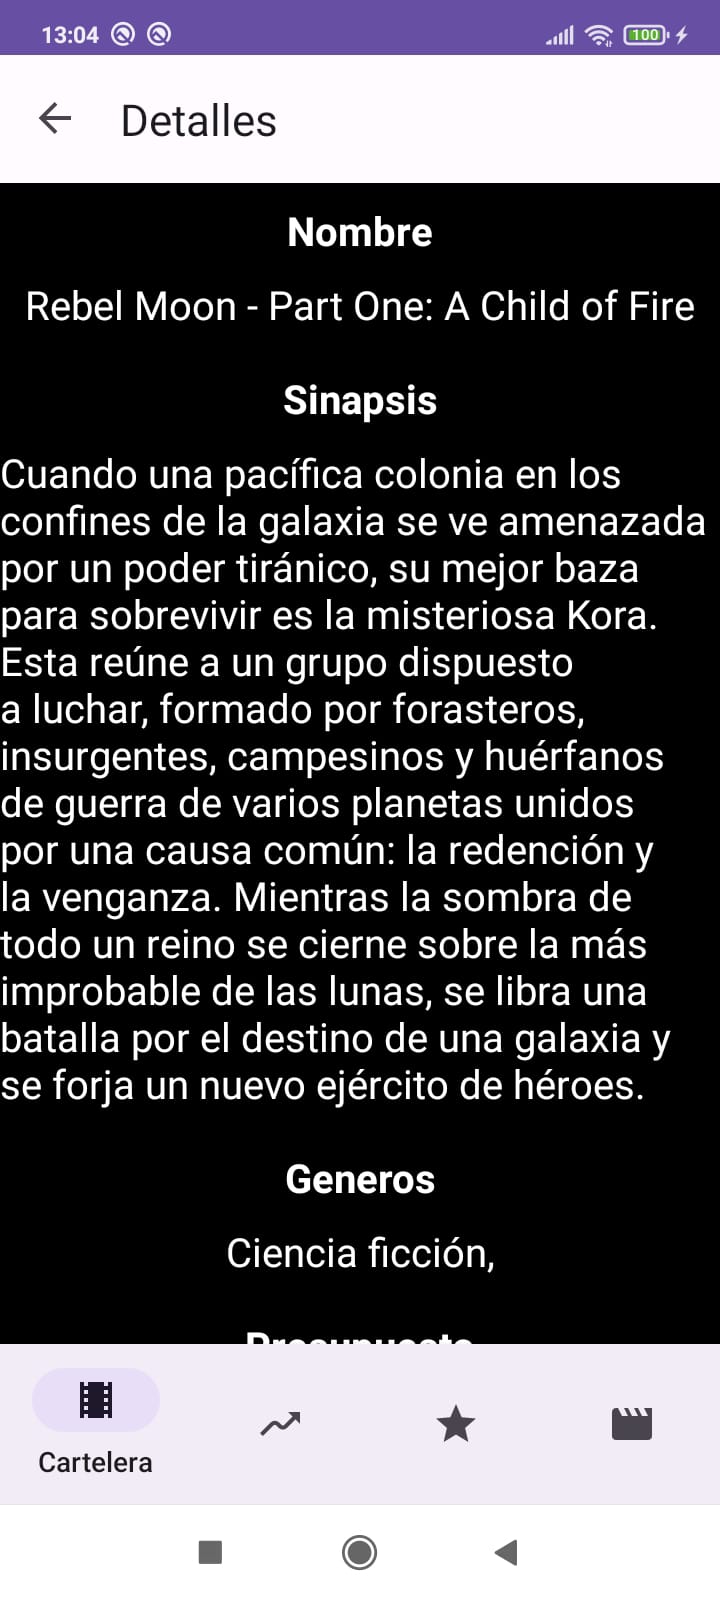 13:04
100
Detalles
Nombre
Rebel Moon - Part One: A Child of Fire
Sinapsis
Cuando una pacífica colonia en los
confines de la galaxia se ve amenazada
por un poder tiránico, su mejor baza
para sobrevivir es la misteriosa Kora.
Esta reúne a un grupo dispuesto
a luchar, formado por forasteros,
insurgentes, campesinos y huérfanos
de guerra de varios planetas unidos
por una causa común: la redención y
la venganza. Mientras la sombra de
todo un reino se cierne sobre la más
improbable de las lunas, se libra una
batalla por el destino de una galaxia y
se forja un nuevo ejército de héroes.
Generos
Ciencia ficción,
Presupuesto
Cartelera